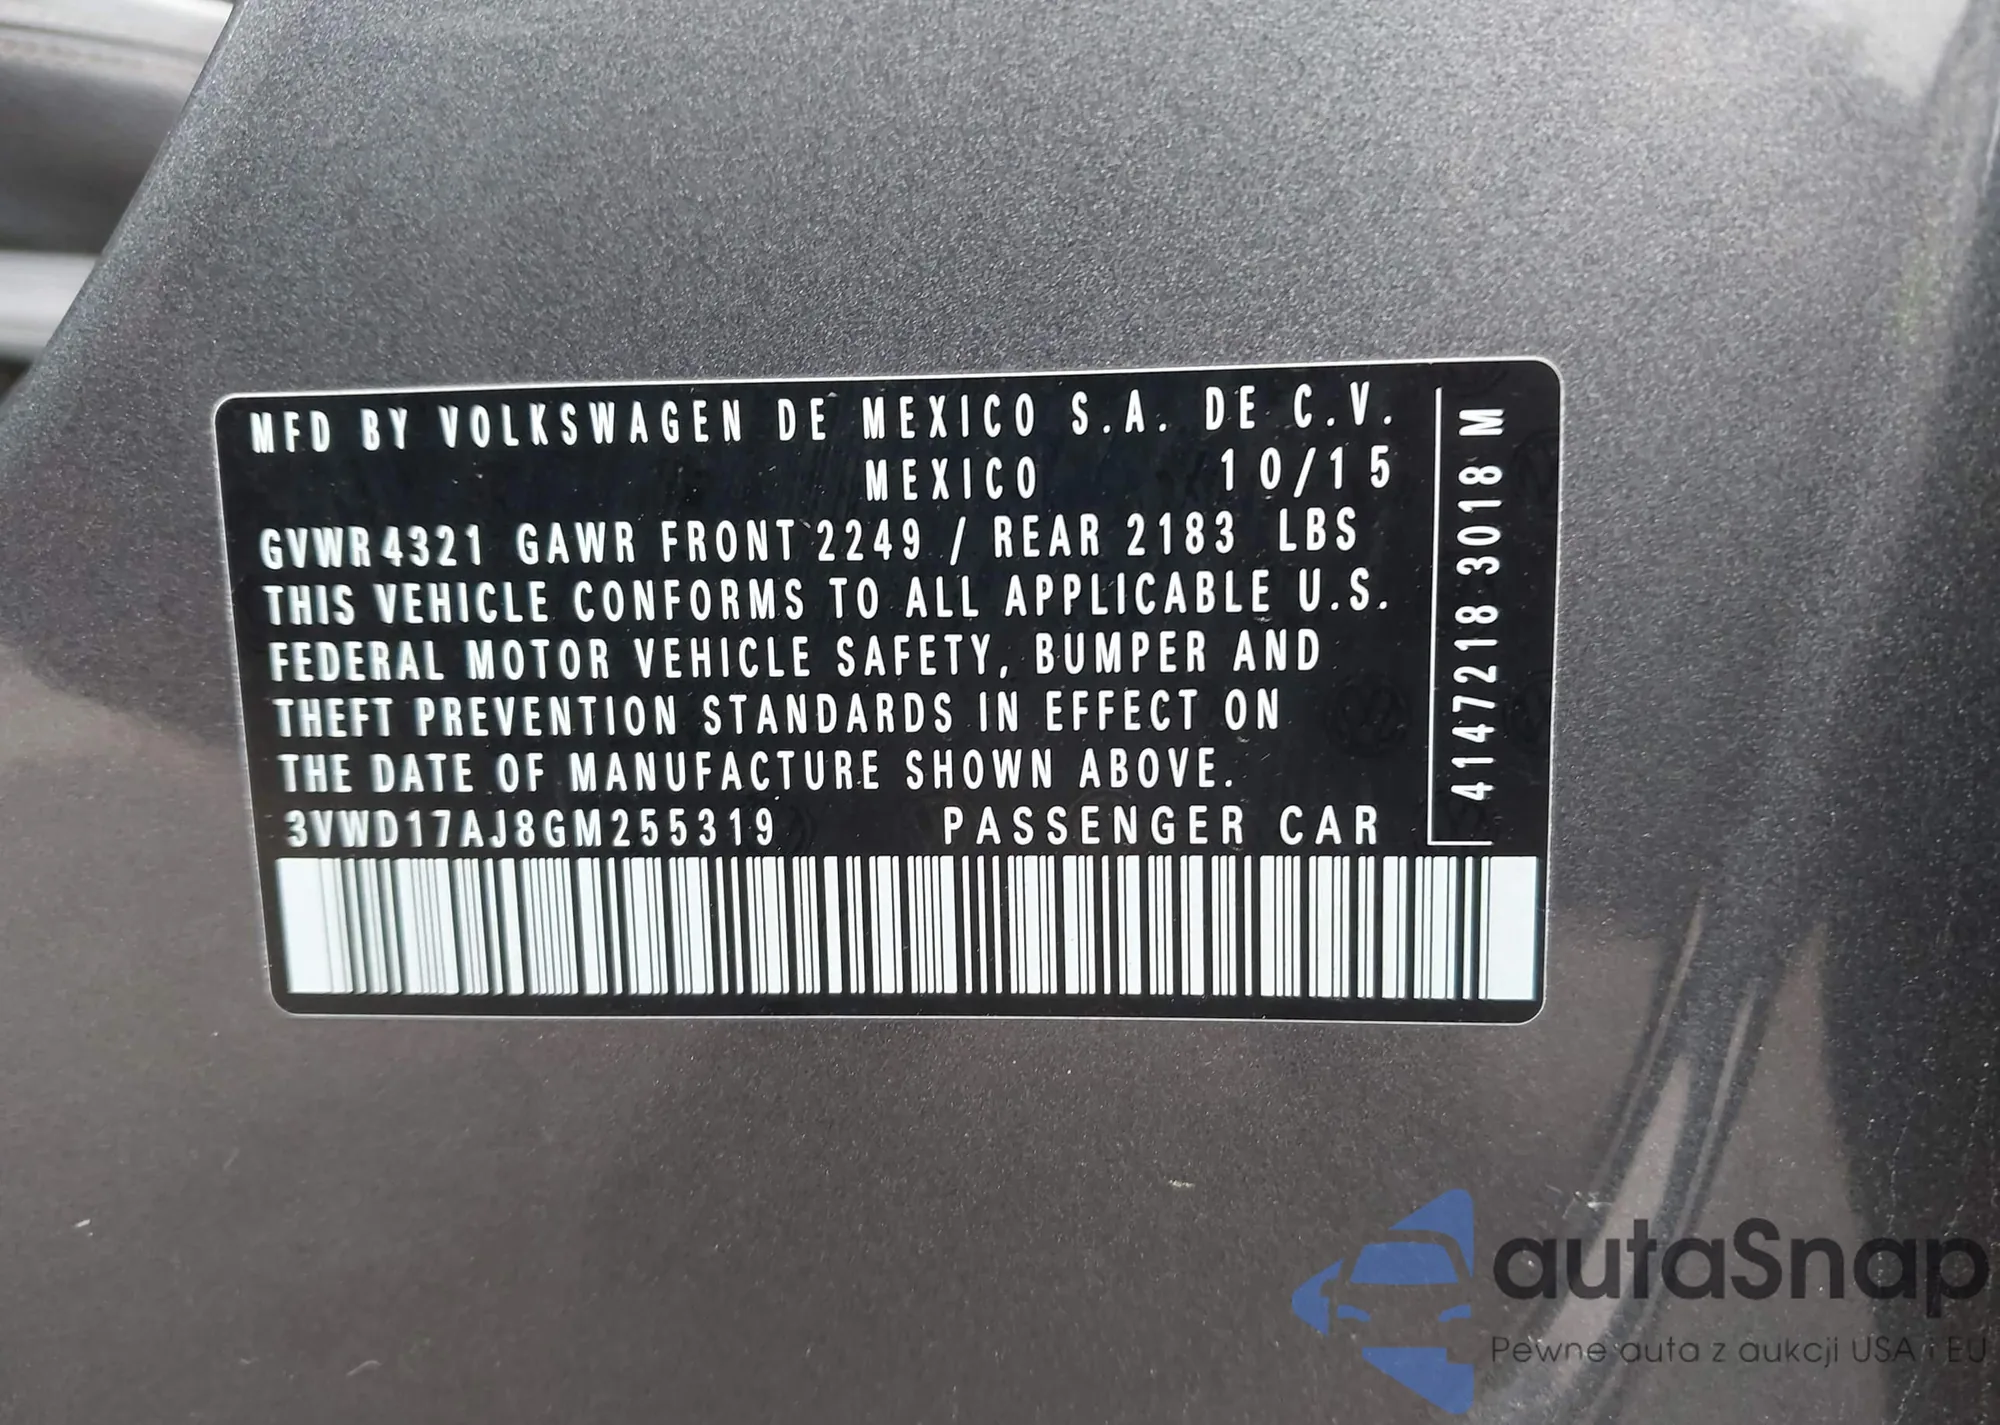 MFD BY VOLKSWAGEN DE MEXICO S.A. DE C.V.
MEXICO 10/15
GVWR 4321 GAWR FRONT 2249 / REAR 2183 LBS
THIS VEHICLE CONFORMS TO ALL APPLICABLE U.S.
FEDERAL MOTOR VEHICLE SAFETY, BUMPER AND
THEFT PREVENTION STANDARDS IN EFFECT ON
THE DATE OF MANUFACTURE SHOWN ABOVE.
3VWD17AJ8GM255319 PASSENGER CAR
4147218 3018 M
autaSnap
Pewne auta z aukcji USA i EU